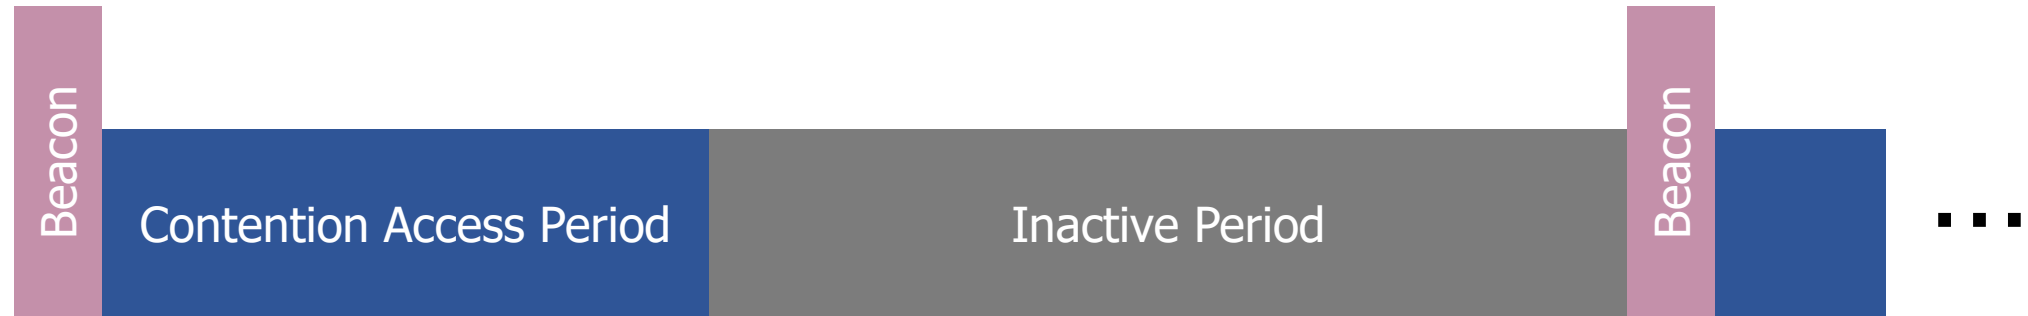 Beacon
Contention Access Period
Inactive Period
Beacon
...